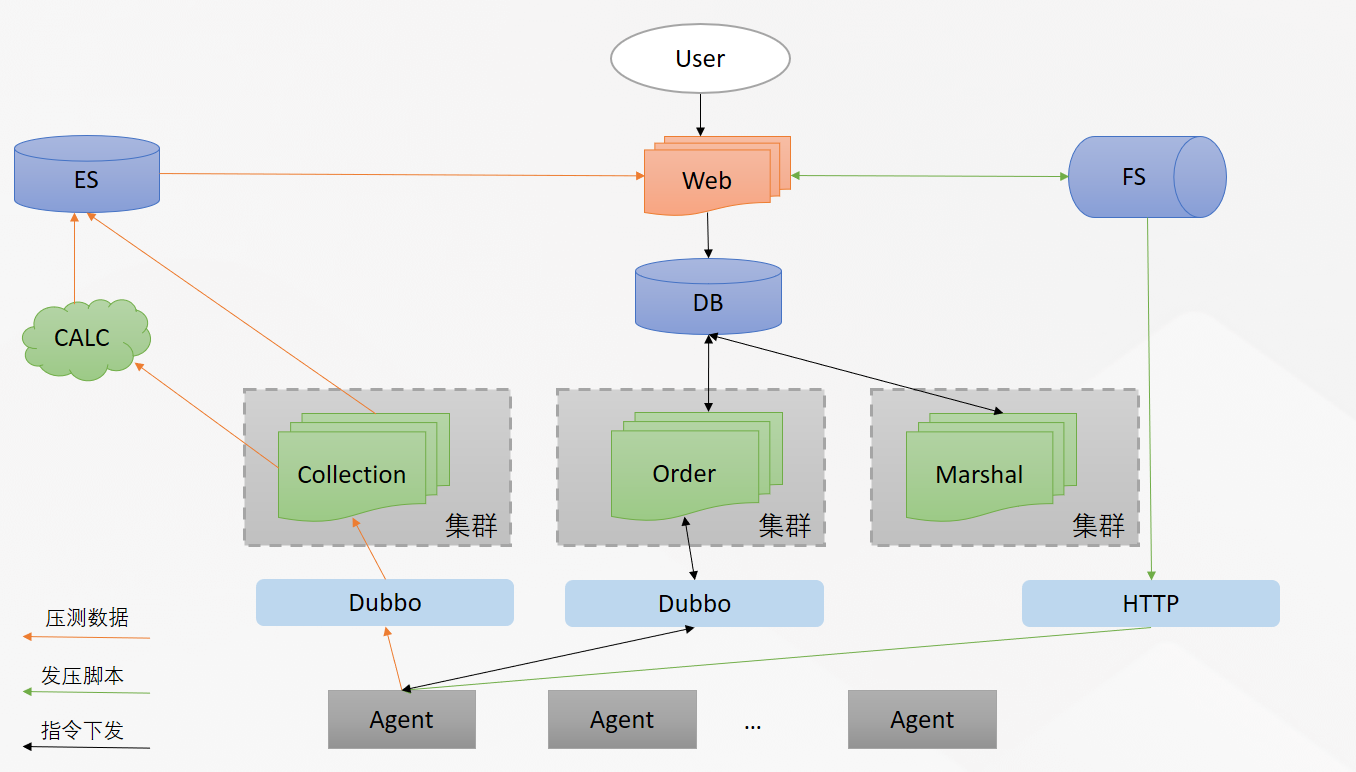 User
ES
Web
FS
DB
CALC
Collection
集群
Order
集群
Marshal
集群
Dubbo
Dubbo
HTTP
压测数据
发压脚本
指令下发
Agent
Agent
...
Agent